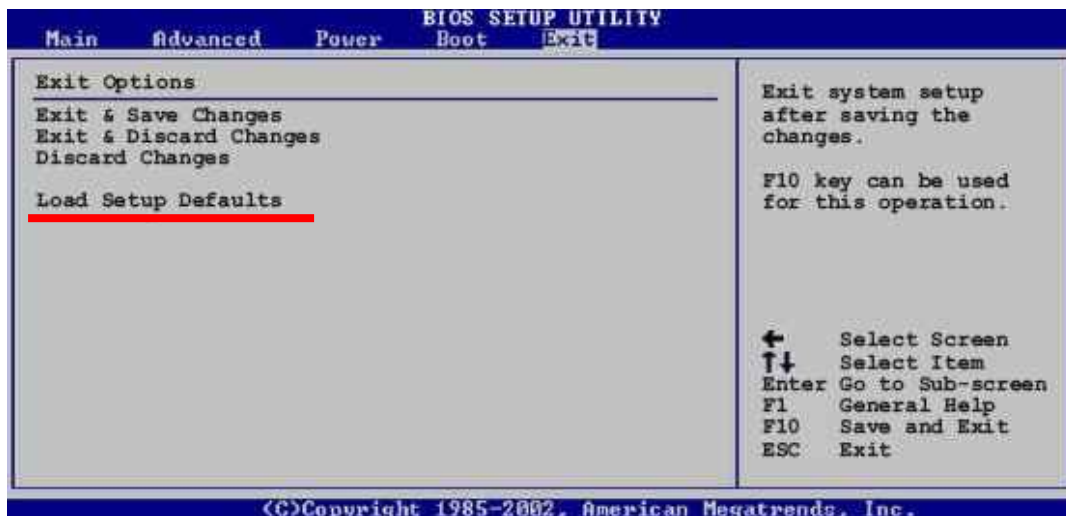 BIOS SETUP UTILITY
Main Advanced Power Boot Exit
Exit Options
Exit & Save Changes
Exit & Discard Changes
Discard Changes
Load Setup Defaults
Exit system setup
after saving the
changes.
F10 key can be used
for this operation.
← Select Screen
↑↓ Select Item
Enter Go to Sub-screen
F1 General Help
F10 Save and Exit
ESC Exit
(C)Copyright 1985-2002, American Megatrends, Inc.